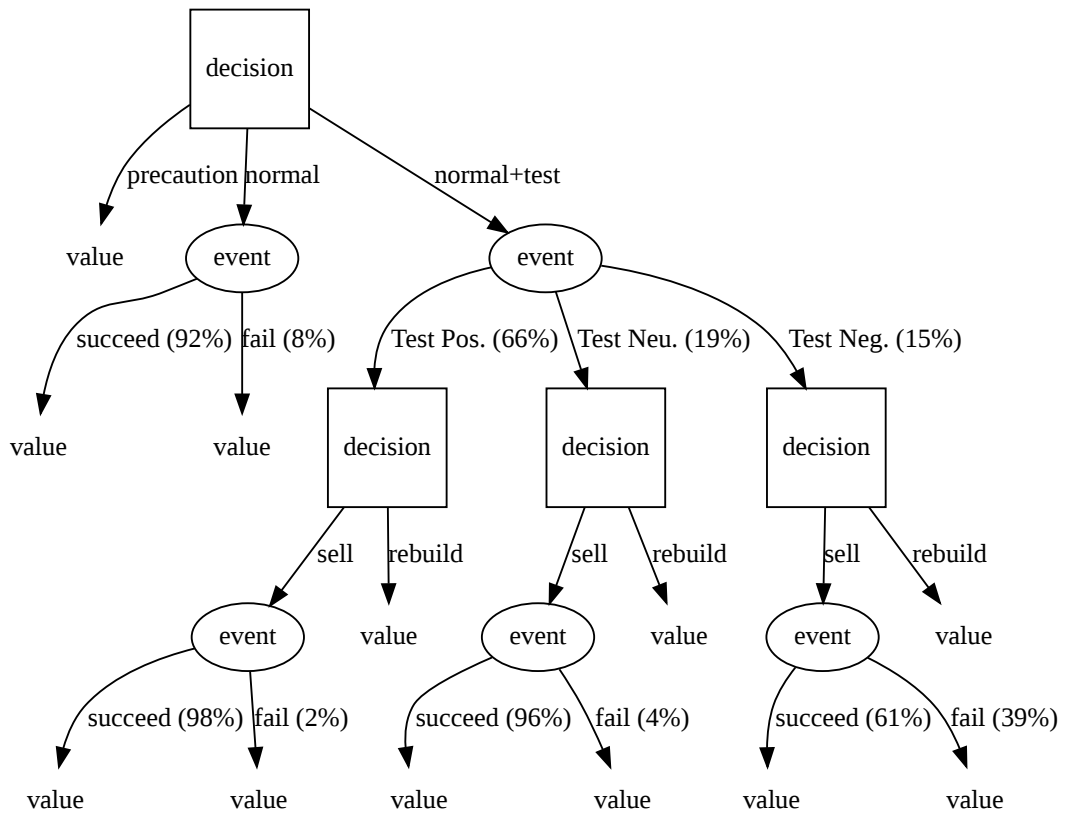 decision
precaution
normal
normal+test
value
event
event
succeed (92%)
fail (8%)
Test Pos. (66%)
Test Neu. (19%)
Test Neg. (15%)
value
value
decision
decision
decision
sell
rebuild
sell
rebuild
sell
rebuild
event
value
event
value
event
value
succeed (98%)
fail (2%)
succeed (96%)
fail (4%)
succeed (61%)
fail (39%)
value
value
value
value
value
value